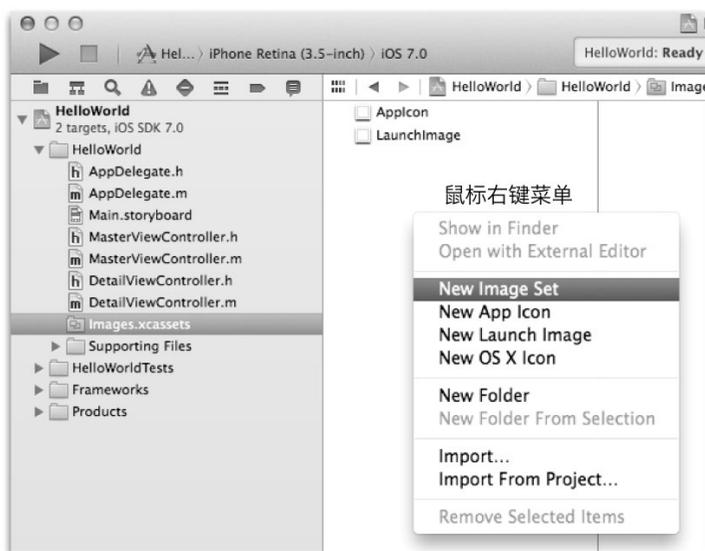 Hel... 〉 iPhone Retina (3.5-inch) 〉 iOS 7.0
HelloWorld: Ready
HelloWorld 〉 HelloWorld 〉 Image
HelloWorld
2 targets, iOS SDK 7.0
HelloWorld
h AppDelegate.h
m AppDelegate.m
Main.storyboard
h MasterViewController.h
m MasterViewController.m
h DetailViewController.h
m DetailViewController.m
Images.xcassets
Supporting Files
HelloWorldTests
Frameworks
Products
AppIcon
LaunchImage
鼠标右键菜单
Show in Finder
Open with External Editor
New Image Set
New App Icon
New Launch Image
New OS X Icon
New Folder
New Folder From Selection
Import...
Import From Project...
Remove Selected Items